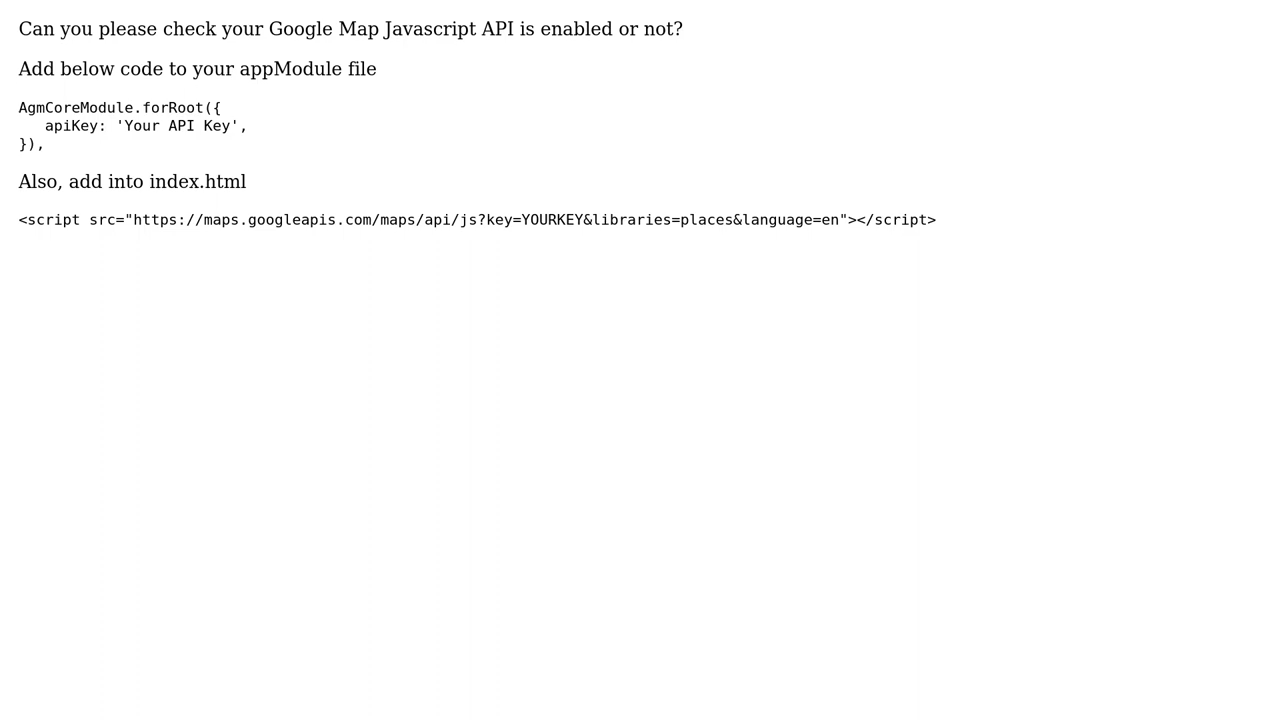 Can you please check your Google Map Javascript API is enabled or not?
Add below code to your appModule file
AgmCoreModule.forRoot({
   apiKey: 'Your API Key',
}),
Also, add into index.html
<script src="https://maps.googleapis.com/maps/api/js?key=YOURKEY&libraries=places&language=en"></script>